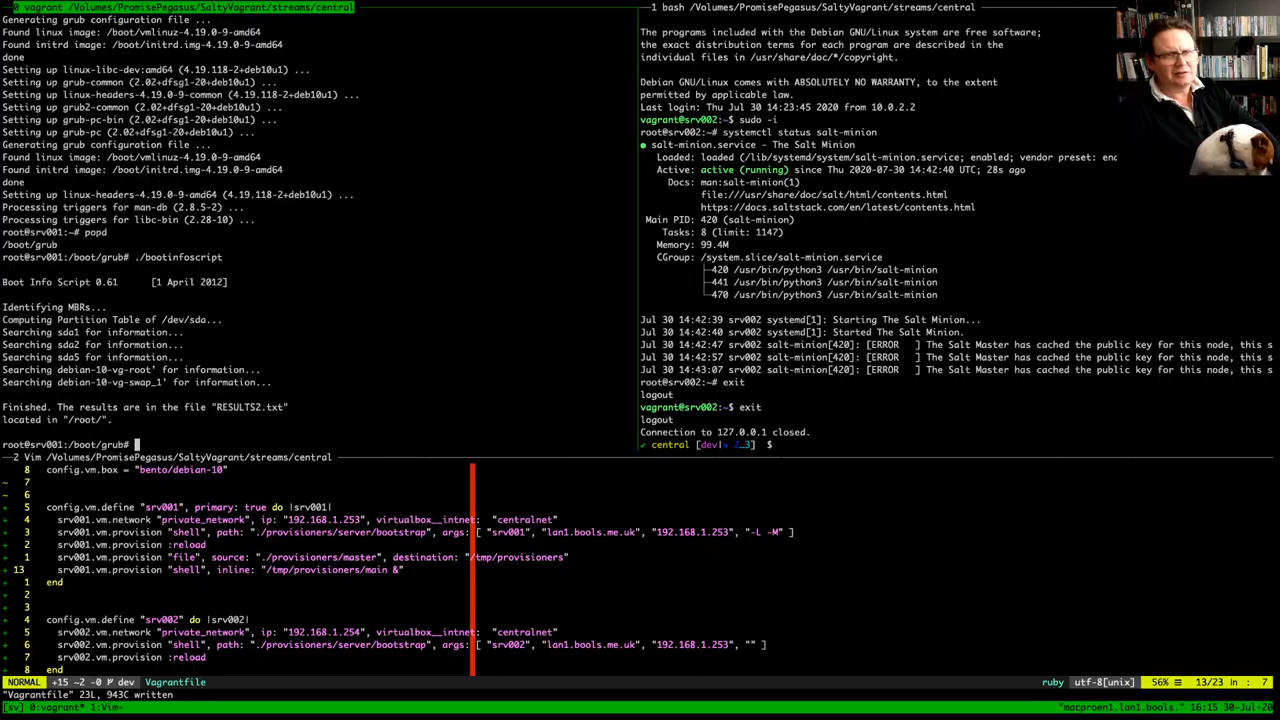 0 vagrant /Volumes/PromisePegasus/SaltyVagrant/streams/central
Generating grub configuration file ...
Found linux image: /boot/vmlinuz-4.19.0-9-amd64
Found initrd image: /boot/initrd.img-4.19.0-9-amd64
done
Setting up linux-libc-dev:amd64 (4.19.118-2+deb10u1) ...
Setting up grub-common (2.02+dfsg1-20+deb10u1) ...
Setting up linux-headers-4.19.0-9-common (4.19.118-2+deb10u1) ...
Setting up grub2-common (2.02+dfsg1-20+deb10u1) ...
Setting up grub-pc-bin (2.02+dfsg1-20+deb10u1) ...
Setting up grub-pc (2.02+dfsg1-20+deb10u1) ...
Generating grub configuration file ...
Found linux image: /boot/vmlinuz-4.19.0-9-amd64
Found initrd image: /boot/initrd.img-4.19.0-9-amd64
done
Setting up linux-headers-4.19.0-9-amd64 (4.19.118-2+deb10u1) ...
Processing triggers for man-db (2.8.5-2) ...
Processing triggers for libc-bin (2.28-10) ...
root@srv001:~# popd
/boot/grub
root@srv001:/boot/grub# ./bootinfoscript
Boot Info Script 0.61      [1 April 2012]
Identifying MBRs...
Computing Partition Table of /dev/sda...
Searching sda1 for information...
Searching sda2 for information...
Searching sda5 for information...
Searching debian-10-vg-root' for information...
Searching debian-10-vg-swap_1' for information...
Finished. The results are in the file "RESULTS2.txt"
located in "/root/".
root@srv001:/boot/grub#
1 bash /Volumes/PromisePegasus/SaltyVagrant/streams/central
The programs included with the Debian GNU/Linux system are free software;
the exact distribution terms for each program are described in the
individual files in /usr/share/doc/*/copyright.
Debian GNU/Linux comes with ABSOLUTELY NO WARRANTY, to the extent
permitted by applicable law.
Last login: Thu Jul 30 14:23:45 2020 from 10.0.2.2
vagrant@srv002:~$ sudo -i
root@srv002:~# systemctl status salt-minion
● salt-minion.service - The Salt Minion
Loaded: loaded (/lib/systemd/system/salt-minion.service; enabled; vendor preset: ena
Active: active (running) since Thu 2020-07-30 14:42:40 UTC; 28s ago
Docs: man:salt-minion(1)
file:///usr/share/doc/salt/html/contents.html
https://docs.saltstack.com/en/latest/contents.html
Main PID: 420 (salt-minion)
Tasks: 8 (limit: 1147)
Memory: 99.4M
CGroup: /system.slice/salt-minion.service
├─420 /usr/bin/python3 /usr/bin/salt-minion
├─441 /usr/bin/python3 /usr/bin/salt-minion
└─470 /usr/bin/python3 /usr/bin/salt-minion
Jul 30 14:42:39 srv002 systemd[1]: Starting The Salt Minion...
Jul 30 14:42:40 srv002 systemd[1]: Started The Salt Minion.
Jul 30 14:42:47 srv002 salt-minion[420]: [ERROR   ] The Salt Master has cached the public key for this node, this s
Jul 30 14:42:57 srv002 salt-minion[420]: [ERROR   ] The Salt Master has cached the public key for this node, this s
Jul 30 14:43:07 srv002 salt-minion[420]: [ERROR   ] The Salt Master has cached the public key for this node, this s
root@srv002:~# exit
logout
vagrant@srv002:~$ exit
logout
Connection to 127.0.0.1 closed.
✓ central [dev|✚ 2…3]  $
2 Vim /Volumes/PromisePegasus/SaltyVagrant/streams/central
8   config.vm.box = "bento/debian-10"
~ 7
~ 6
+ 5   config.vm.define "srv001", primary: true do |srv001|
+ 4     srv001.vm.network "private_network", ip: "192.168.1.253", virtualbox__intnet: "centralnet"
+ 3     srv001.vm.provision "shell", path: "./provisioners/server/bootstrap", args: [ "srv001", "lan1.bools.me.uk", "192.168.1.253", "-L -M" ]
+ 2     srv001.vm.provision :reload
+ 1     srv001.vm.provision "file", source: "./provisioners/master", destination: "/tmp/provisioners"
+ 13     srv001.vm.provision "shell", inline: "/tmp/provisioners/main &"
+ 1   end
+ 2
+ 3
+ 4   config.vm.define "srv002" do |srv002|
+ 5     srv002.vm.network "private_network", ip: "192.168.1.254", virtualbox__intnet: "centralnet"
+ 6     srv002.vm.provision "shell", path: "./provisioners/server/bootstrap", args: [ "srv002", "lan1.bools.me.uk", "192.168.1.253", "" ]
+ 7     srv002.vm.provision :reload
+ 8   end
NORMAL  +15 ~2 -0  dev  Vagrantfile  ruby  utf-8[unix]  56% ≡  13/23 ln :  7
"Vagrantfile" 23L, 943C written
[sv] 0:vagrant* 1:Vim-  "macproen1.lan1.bools." 16:15 30-Jul-20